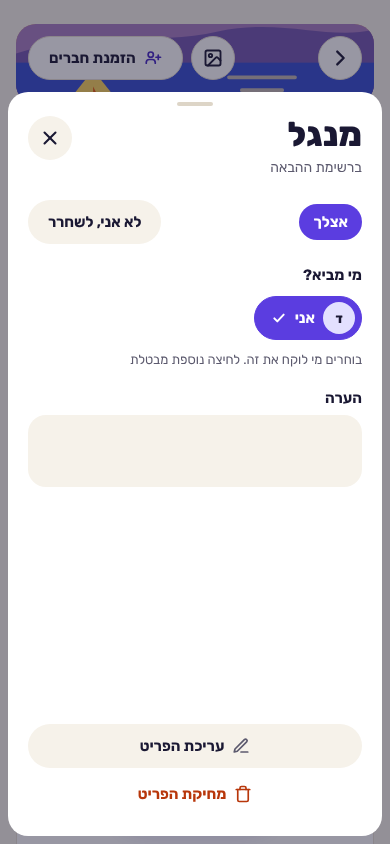 הזמנת חברים
מנגל
ברשימת ההבאה
אצלך
לא אני, לשחרר
מי מביא?
ד
אני
בוחרים מי לוקח את זה. לחיצה נוספת מבטלת
הערה
עריכת הפריט
מחיקת הפריט